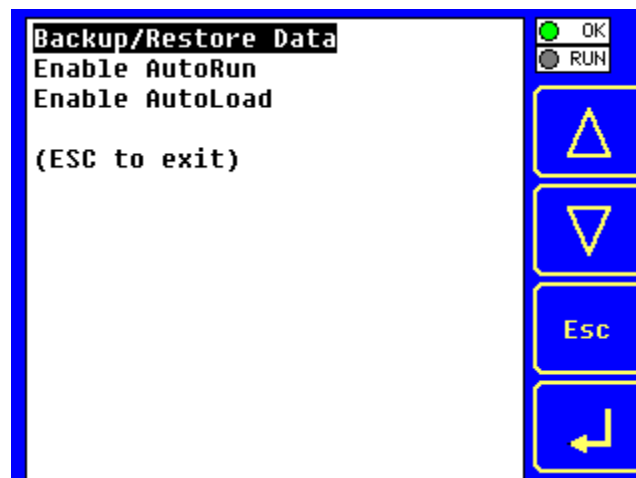 Backup/Restore Data
Enable AutoRun
Enable AutoLoad
(ESC to exit)
OK
RUN
Esc